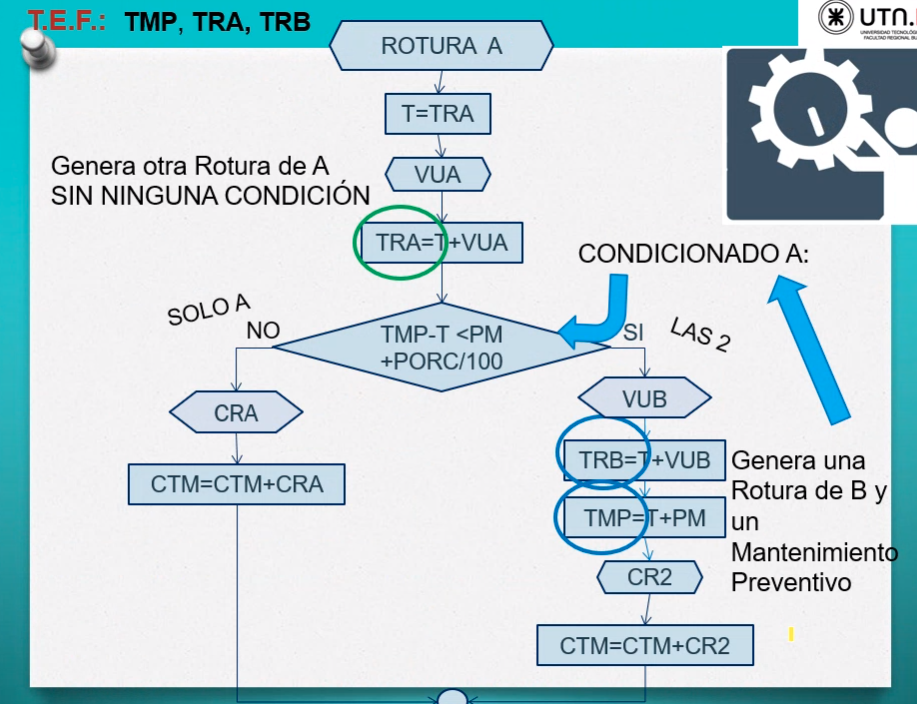 T.E.F.: TMP, TRA, TRB
UTN.
UNIVERSIDAD TECNOLÓG
FACULTAD REGIONAL BU
ROTURA A
T=TRA
Genera otra Rotura de A
SIN NINGUNA CONDICIÓN
VUA
TRA=T+VUA
CONDICIONADO A:
SOLO A
NO
TMP-T <PM
+PORC/100
SI
LAS 2
CRA
CTM=CTM+CRA
VUB
TRB=T+VUB
TMP=T+PM
Genera una
Rotura de B y
un
Mantenimiento
Preventivo
CR2
CTM=CTM+CR2